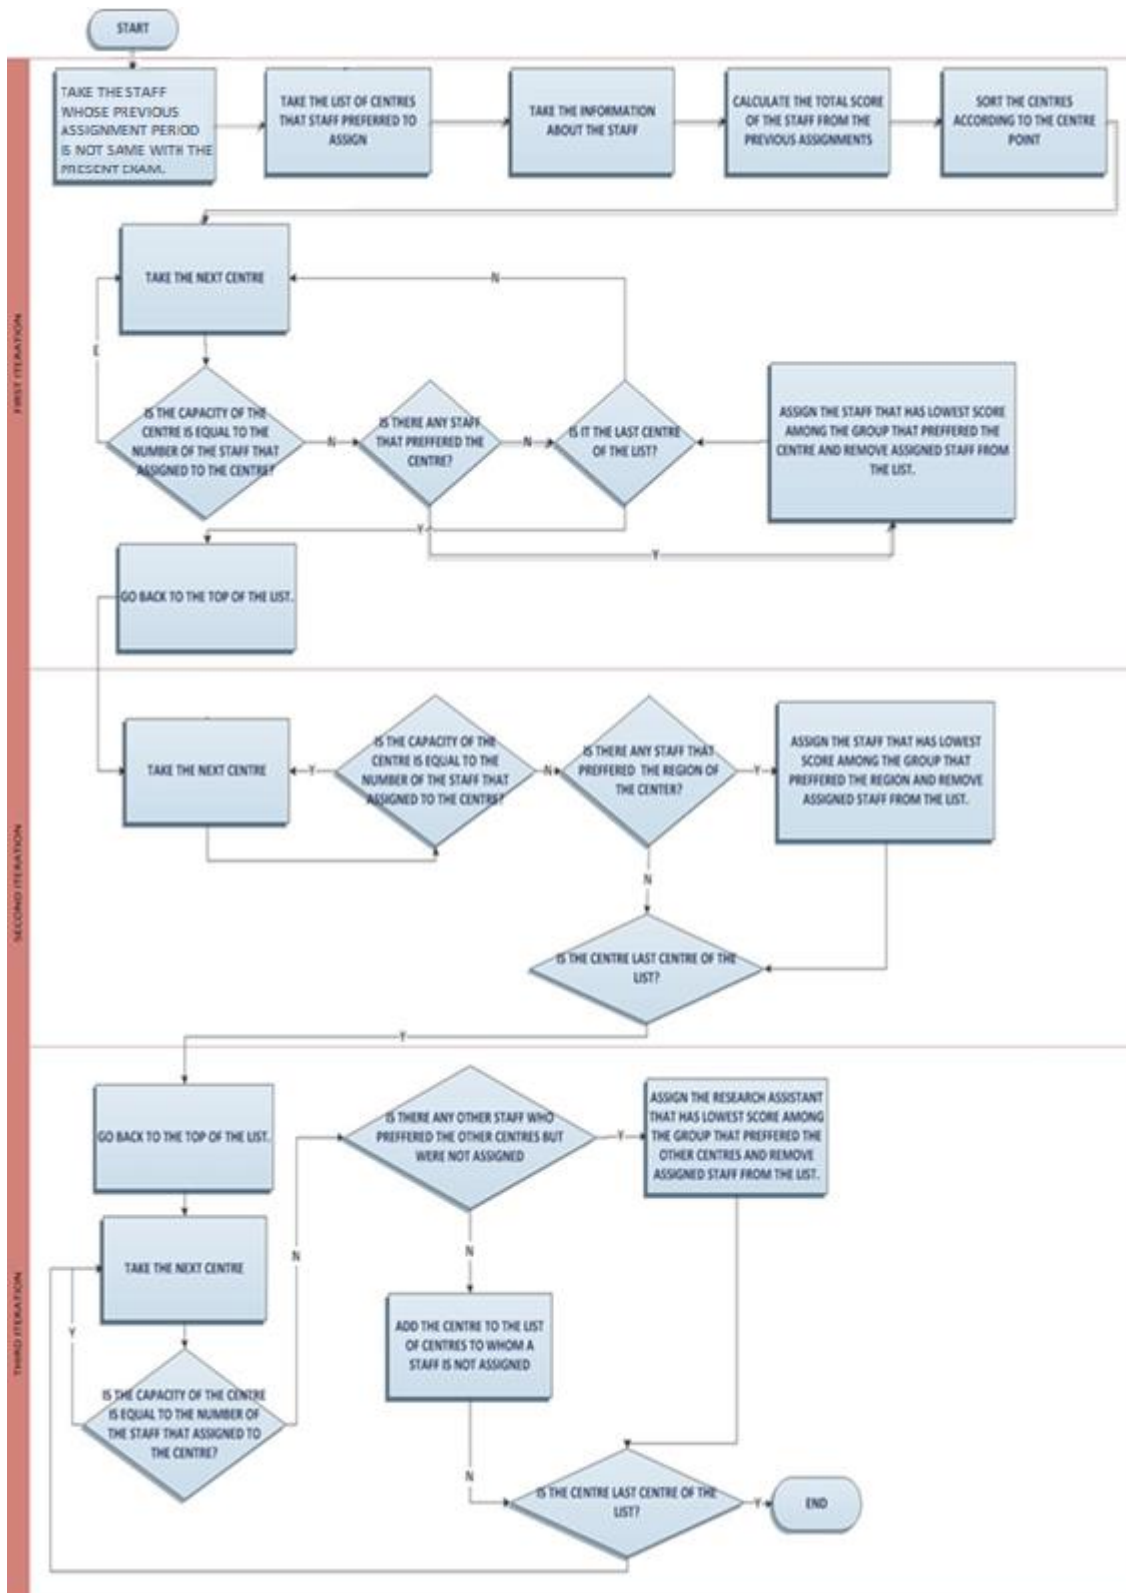 START
TAKE THE STAFF
WHOSE PREVIOUS
ASSIGNMENT PERIOD
IS NOT SAME WITH THE
PRESENT EXAM.
TAKE THE LIST OF CENTRES
THAT STAFF PREFERRED TO
ASSIGN
TAKE THE INFORMATION
ABOUT THE STAFF
CALCULATE THE TOTAL SCORE
OF THE STAFF FROM THE
PREVIOUS ASSIGNMENTS
SORT THE CENTRES
ACCORDING TO THE CENTRE
POINT
FIRST ITERATION
TAKE THE NEXT CENTRE
N
E
IS THE CAPACITY OF THE
CENTRE IS EQUAL TO THE
NUMBER OF THE STAFF THAT
ASSIGNED TO THE CENTRE?
N
IS THERE ANY STAFF
THAT PREFFERED THE
CENTRE?
N
IS IT THE LAST CENTRE
OF THE LIST?
ASSIGN THE STAFF THAT HAS LOWEST SCORE
AMONG THE GROUP THAT PREFFERED THE
CENTRE AND REMOVE ASSIGNED STAFF FROM
THE LIST.
Y
Y
GO BACK TO THE TOP OF THE LIST.
SECOND ITERATION
TAKE THE NEXT CENTRE
Y
IS THE CAPACITY OF THE
CENTRE IS EQUAL TO THE
NUMBER OF THE STAFF THAT
ASSIGNED TO THE CENTRE?
N
IS THERE ANY STAFF THAT
PREFFERED THE REGION OF
THE CENTER?
Y
ASSIGN THE STAFF THAT HAS LOWEST
SCORE AMONG THE GROUP THAT
PREFFERED THE REGION AND REMOVE
ASSIGNED STAFF FROM THE LIST.
N
IS THE CENTRE LAST CENTRE OF THE
LIST?
Y
THIRD ITERATION
GO BACK TO THE TOP OF THE LIST.
IS THERE ANY OTHER STAFF WHO
PREFFERED THE OTHER CENTRES BUT
WERE NOT ASSIGNED
Y
ASSIGN THE RESEARCH ASSISTANT
THAT HAS LOWEST SCORE AMONG
THE GROUP THAT PREFFERED THE
OTHER CENTRES AND REMOVE
ASSIGNED STAFF FROM THE LIST.
TAKE THE NEXT CENTRE
N
N
Y
ADD THE CENTRE TO THE LIST
OF CENTRES TO WHOM A
STAFF IS NOT ASSIGNED
IS THE CAPACITY OF THE CENTRE
IS EQUAL TO THE NUMBER OF
THE STAFF THAT ASSIGNED TO
THE CENTRE?
N
IS THE CENTRE LAST CENTRE OF THE
LIST?
Y
END